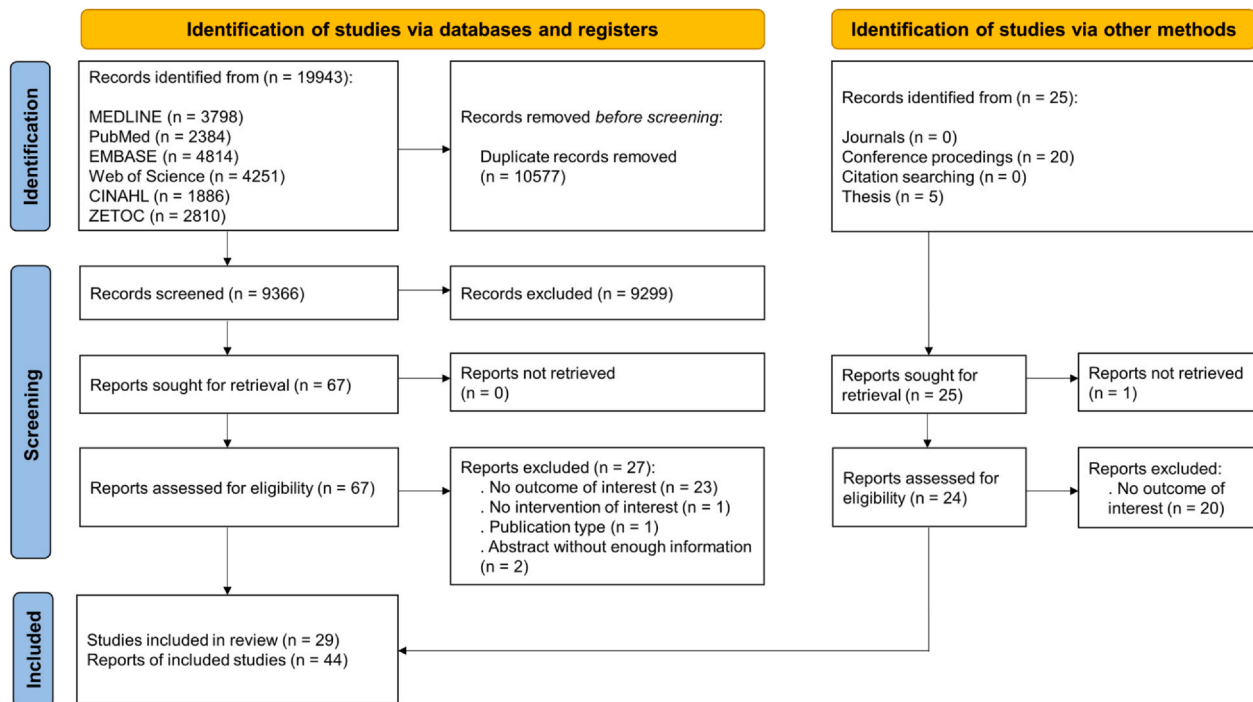 Identification of studies via databases and registers
Identification of studies via other methods
Identification
Records identified from (n = 19943):
MEDLINE (n = 3798)
PubMed (n = 2384)
EMBASE (n = 4814)
Web of Science (n = 4251)
CINAHL (n = 1886)
ZETOC (n = 2810)
Records removed before screening:
Duplicate records removed
(n = 10577)
Records identified from (n = 25):
Journals (n = 0)
Conference procedings (n = 20)
Citation searching (n = 0)
Thesis (n = 5)
Screening
Records screened (n = 9366)
Records excluded (n = 9299)
Reports sought for retrieval (n = 67)
Reports not retrieved
(n = 0)
Reports sought for
retrieval (n = 25)
Reports not retrieved
(n = 1)
Reports assessed for eligibility (n = 67)
Reports excluded (n = 27):
. No outcome of interest (n = 23)
. No intervention of interest (n = 1)
. Publication type (n = 1)
. Abstract without enough information
(n = 2)
Reports assessed for
eligibility (n = 24)
Reports excluded:
. No outcome of
interest (n = 20)
Included
Studies included in review (n = 29)
Reports of included studies (n = 44)